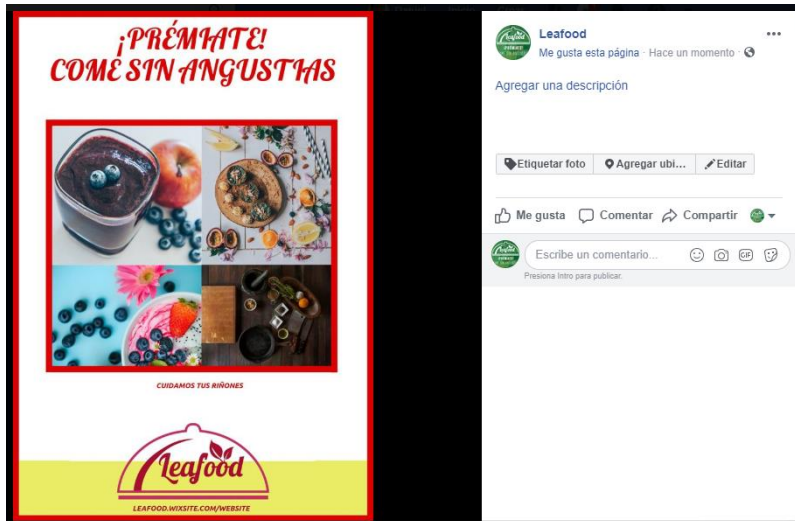 ¡PRÉMIATE!
COME SIN ANGUSTIAS
CUIDAMOS TUS RIÑONES
Leafood
LEAFOOD.WIXSITE.COM/WEBSITE
Leafood
Me gusta esta página · Hace un momento ·
Agregar una descripción
Etiquetar foto Agregar ubi... Editar
Me gusta Comentar Compartir
Escribe un comentario... GIF
Presiona Intro para publicar.